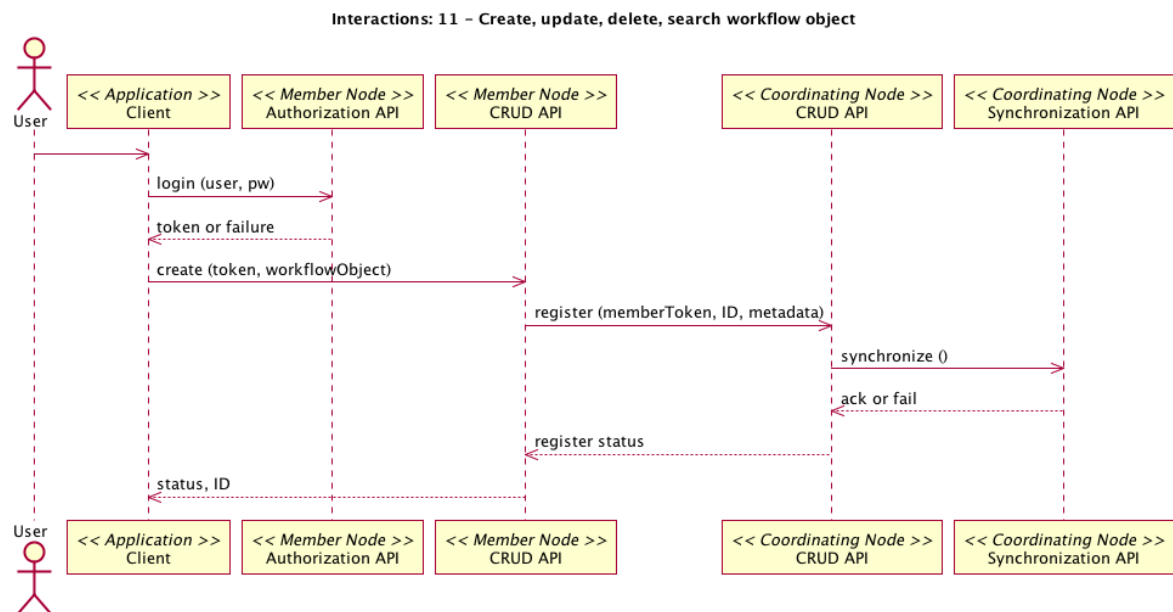 Interactions: 11 – Create, update, delete, search workflow object
User
<< Application >>
Client
<< Member Node >>
Authorization API
<< Member Node >>
CRUD API
<< Coordinating Node >>
CRUD API
<< Coordinating Node >>
Synchronization API
login (user, pw)
token or failure
create (token, workflowObject)
register (memberToken, ID, metadata)
synchronize ()
ack or fail
register status
status, ID
User
<< Application >>
Client
<< Member Node >>
Authorization API
<< Member Node >>
CRUD API
<< Coordinating Node >>
CRUD API
<< Coordinating Node >>
Synchronization API